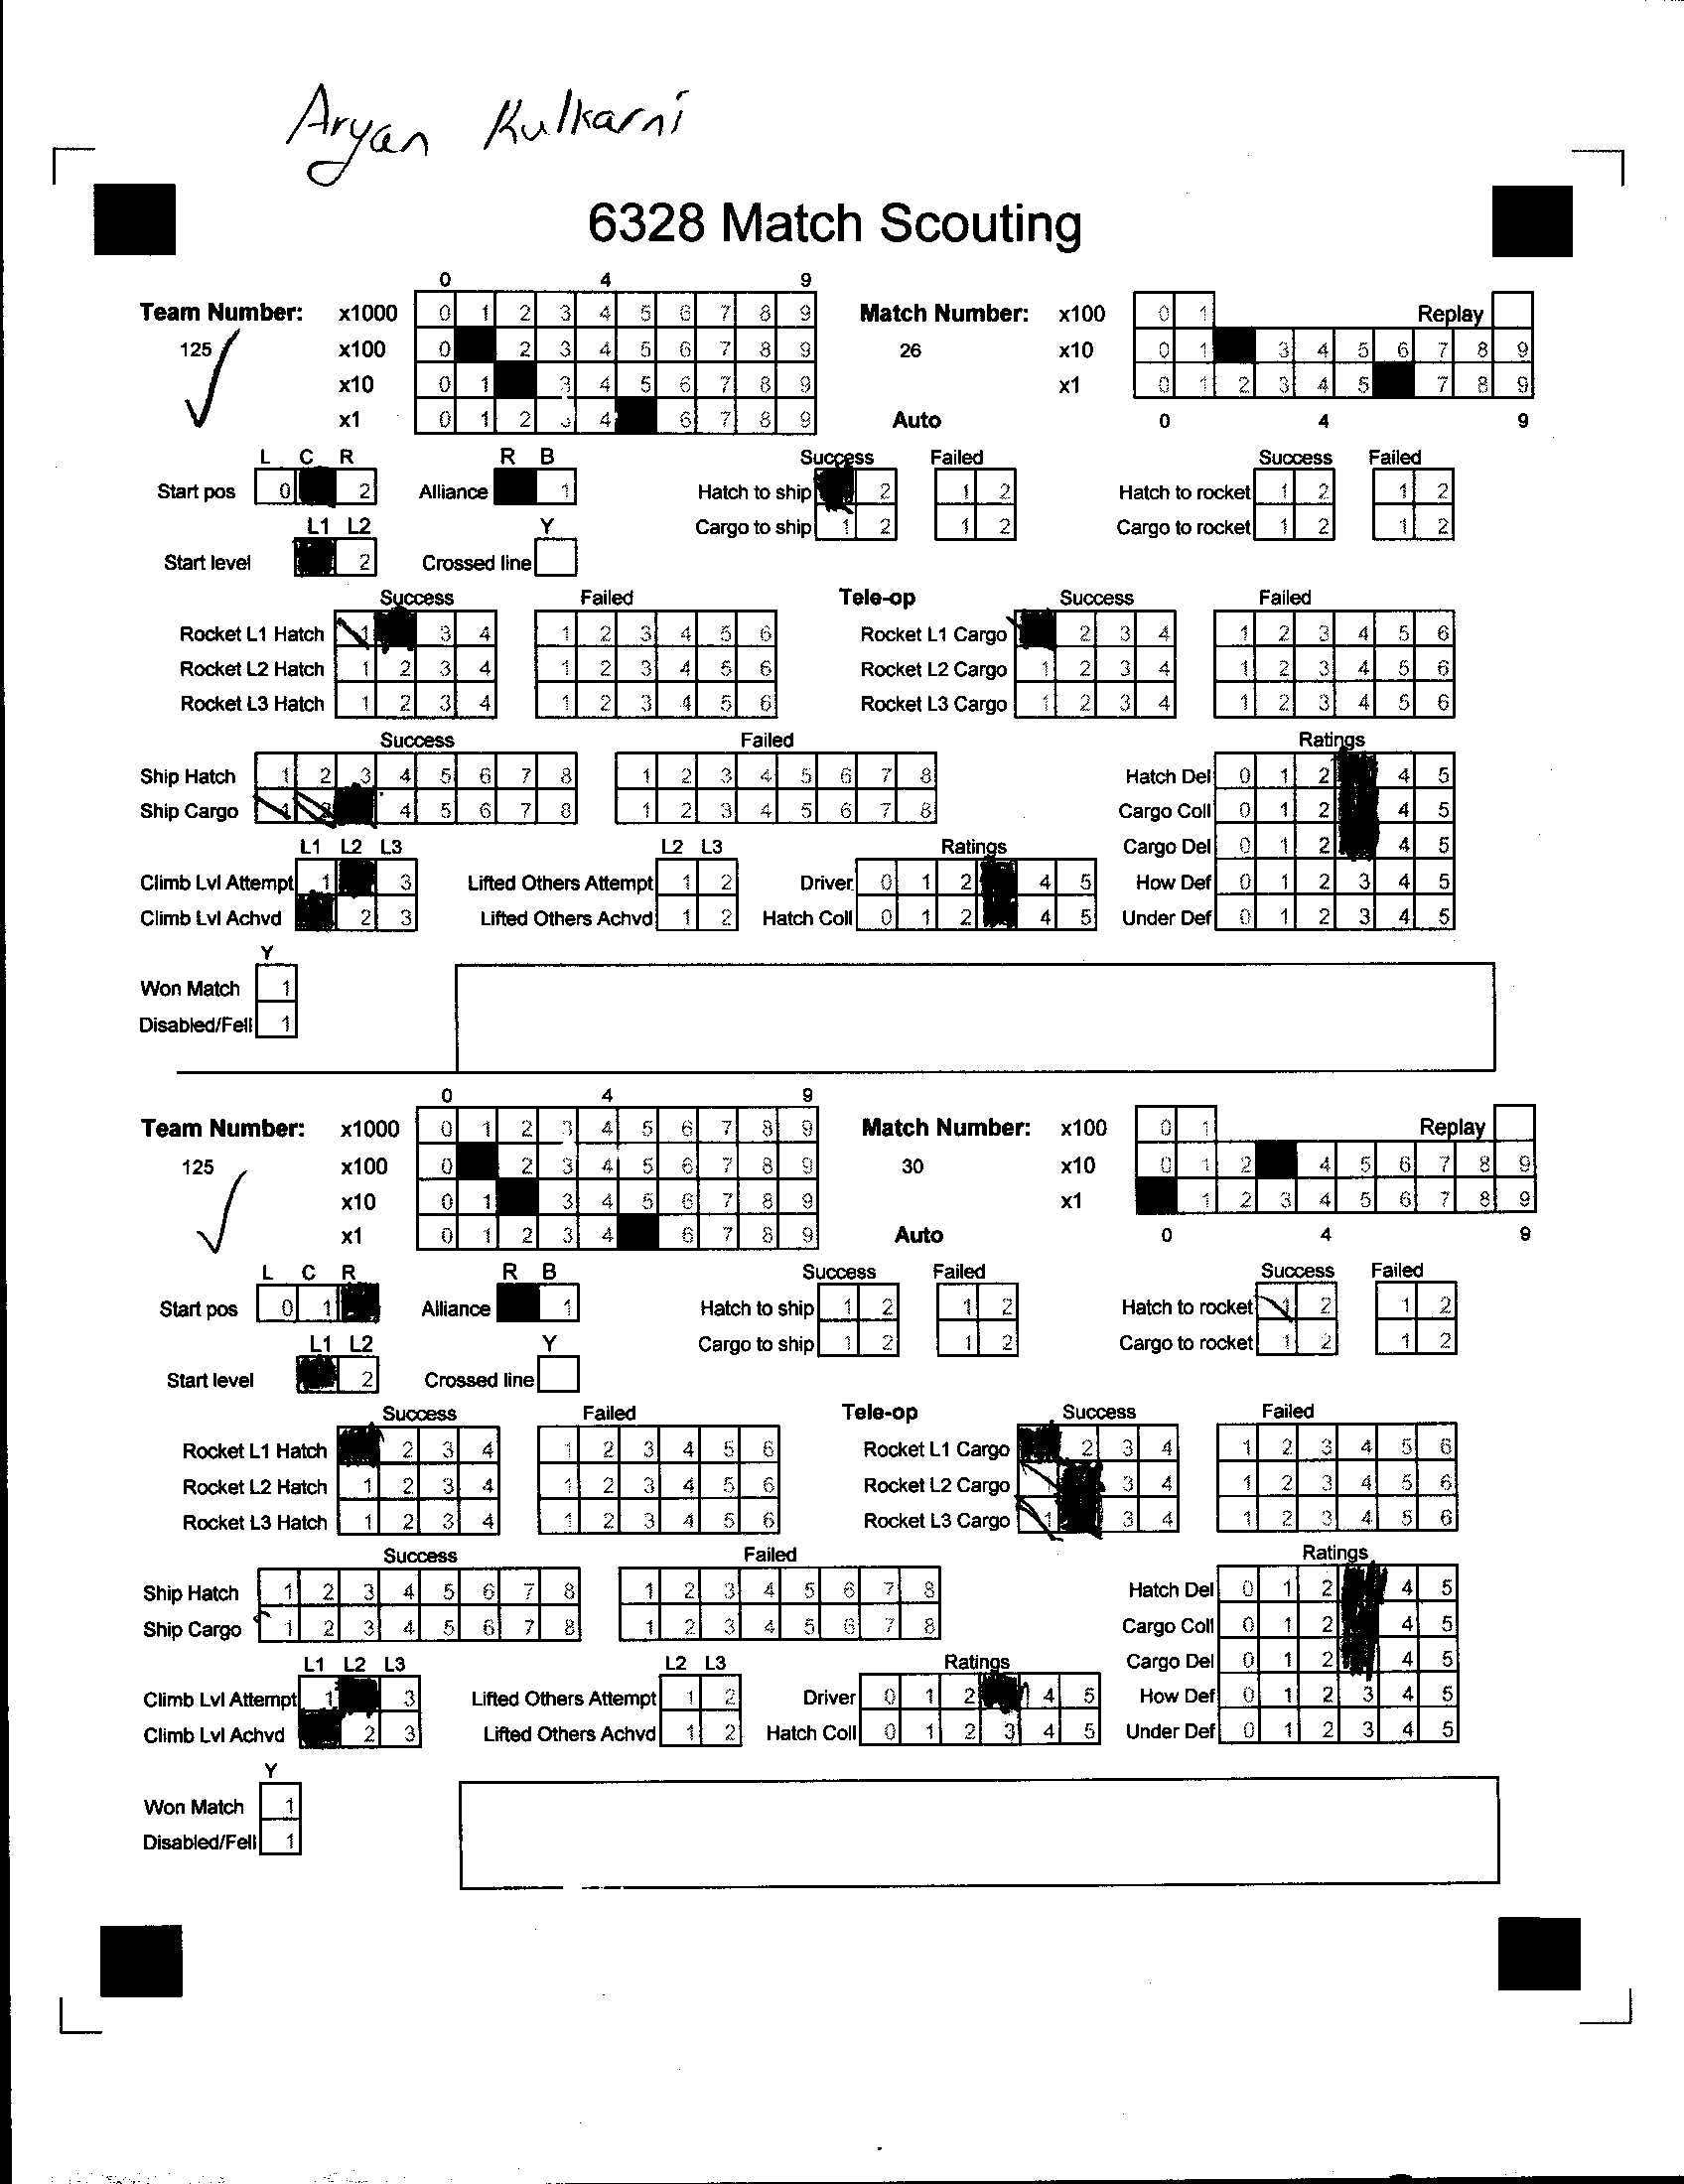 Aryan Kulkarni
6328 Match Scouting
0 4 9
Team Number: x1000 0 1 2 3 4 5 6 7 8 9 Match Number: x100 0 1 Replay
125 x100 0 2 3 4 5 6 7 8 9 26 x10 0 1 3 4 5 6 7 8 9
x10 0 1 3 4 5 6 7 8 9 x1 0 1 2 3 4 5 7 8 9
x1 0 1 2 3 4 6 7 8 9 Auto 0 4 9
L C R R B Success Failed Success Failed
Start pos 0 2 Alliance 1 Hatch to ship 2 1 2 Hatch to rocket 1 2 1 2
L1 L2 Y Cargo to ship 1 2 1 2 Cargo to rocket 1 2 1 2
Start level 2 Crossed line
Success Failed Tele-op Success Failed
Rocket L1 Hatch 1 3 4 1 2 3 4 5 6 Rocket L1 Cargo 2 3 4 1 2 3 4 5 6
Rocket L2 Hatch 1 2 3 4 1 2 3 4 5 6 Rocket L2 Cargo 1 2 3 4 1 2 3 4 5 6
Rocket L3 Hatch 1 2 3 4 1 2 3 4 5 6 Rocket L3 Cargo 1 2 3 4 1 2 3 4 5 6
Success Failed Ratings
Ship Hatch 1 2 3 4 5 6 7 8 1 2 3 4 5 6 7 8 Hatch Del 0 1 2 4 5
Ship Cargo 1 2 4 5 6 7 8 1 2 3 4 5 6 7 8 Cargo Coll 0 1 2 4 5
L1 L2 L3 L2 L3 Ratings Cargo Del 0 1 2 4 5
Climb Lvl Attempt 1 3 Lifted Others Attempt 1 2 Driver 0 1 2 4 5 How Def 0 1 2 3 4 5
Climb Lvl Achvd 2 3 Lifted Others Achvd 1 2 Hatch Coll 0 1 2 4 5 Under Def 0 1 2 3 4 5
Y
Won Match 1
Disabled/Fell 1
0 4 9
Team Number: x1000 0 1 2 3 4 5 6 7 8 9 Match Number: x100 0 1 Replay
125 x100 0 2 3 4 5 6 7 8 9 30 x10 0 1 2 4 5 6 7 8 9
x10 0 1 3 4 5 6 7 8 9 x1 1 2 3 4 5 6 7 8 9
x1 0 1 2 3 4 6 7 8 9 Auto 0 4 9
L C R R B Success Failed Success Failed
Start pos 0 1 Alliance 1 Hatch to ship 1 2 1 2 Hatch to rocket 1 2 1 2
L1 L2 Y Cargo to ship 1 2 1 2 Cargo to rocket 1 2 1 2
Start level 2 Crossed line
Success Failed Tele-op Success Failed
Rocket L1 Hatch 2 3 4 1 2 3 4 5 6 Rocket L1 Cargo 2 3 4 1 2 3 4 5 6
Rocket L2 Hatch 1 2 3 4 1 2 3 4 5 6 Rocket L2 Cargo 3 4 1 2 3 4 5 6
Rocket L3 Hatch 1 2 3 4 1 2 3 4 5 6 Rocket L3 Cargo 1 3 4 1 2 3 4 5 6
Success Failed Ratings
Ship Hatch 1 2 3 4 5 6 7 8 1 2 3 4 5 6 7 8 Hatch Del 0 1 2 4 5
Ship Cargo 1 2 3 4 5 6 7 8 1 2 3 4 5 6 7 8 Cargo Coll 0 1 2 4 5
L1 L2 L3 L2 L3 Ratings Cargo Del 0 1 2 4 5
Climb Lvl Attempt 1 3 Lifted Others Attempt 1 2 Driver 0 1 2 4 5 How Def 0 1 2 3 4 5
Climb Lvl Achvd 2 3 Lifted Others Achvd 1 2 Hatch Coll 0 1 2 3 4 5 Under Def 0 1 2 3 4 5
Y
Won Match 1
Disabled/Fell 1